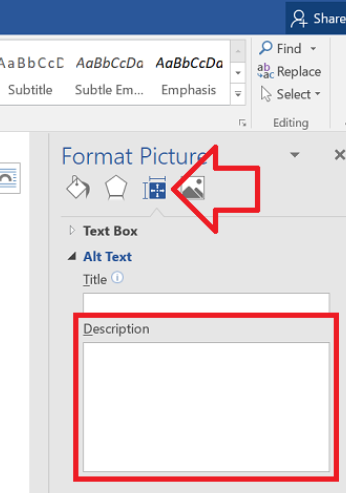 Share
AaBbCcD AaBbCcDa AaBbCcDa
Subtitle Subtle Em... Emphasis
Find
Replace
Select
Editing
Format Picture
Text Box
Alt Text
Title
Description